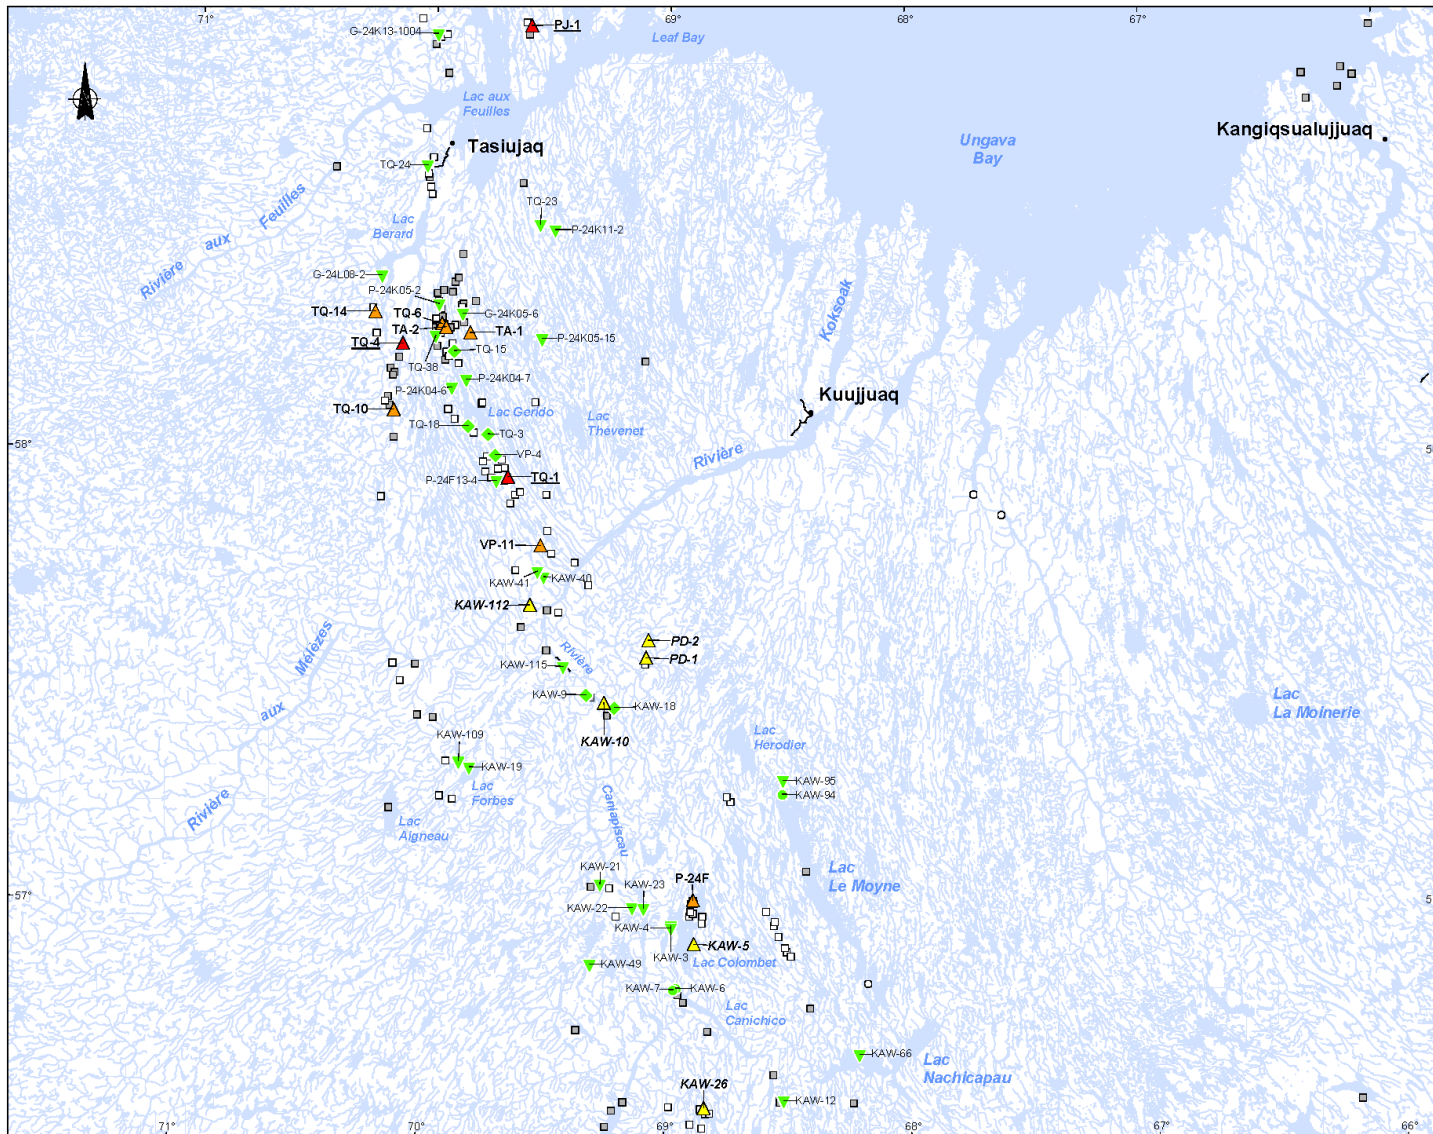 71°
69°
68°
67°
G-24K13-1004
PJ-1
Leaf Bay
Lac aux
Feuilles
Tasiujaq
Ungava
Bay
Kangiqsualujjuaq
TQ-24
Rivière aux Feuilles
Lac
Berard
TQ-23
P-24K11-2
G-24L08-2
P-24K05-2
TQ-14
TQ-6
G-24K05-6
TA-2
TA-1
TQ-4
P-24K05-15
TQ-15
TQ-38
P-24K04-7
P-24K04-6
Koksoak
Kuujjuaq
TQ-10
Lac Gerido
Lac
Thevenet
TQ-18
TQ-3
58°
VP-4
Rivière
P-24F13-4
TQ-1
VP-11
KAW-41
KAW-40
KAW-112
PD-2
PD-1
Rivière aux Mélèzes
Rivière
KAW-115
KAW-9
KAW-18
KAW-10
Lac
La Moinerie
KAW-109
Lac
Herodier
KAW-19
KAW-95
KAW-94
Lac
Forbes
Lac
Aigneau
Caniapiscau
KAW-21
P-24F
Lac
Le Moyne
57°
KAW-23
KAW-22
KAW-4
KAW-5
KAW-3
Lac Colombet
KAW-49
KAW-7
KAW-6
Lac
Canichico
KAW-66
Lac
Nachicapau
KAW-26
KAW-12
71°
70°
69°
68°
67°
66°